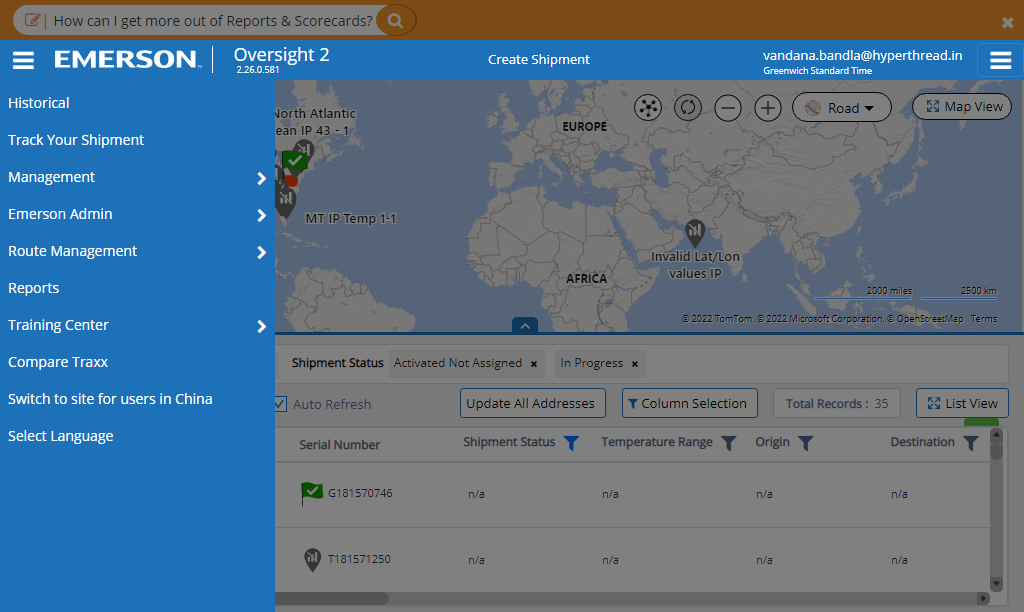 How can I get more out of Reports & Scorecards?
EMERSON
Oversight 2
2.26.0.581
Create Shipment
vandana.bandla@hyperthread.in
Greenwich Standard Time
Historical
Track Your Shipment
Management
Emerson Admin
Route Management
Reports
Training Center
Compare Traxx
Switch to site for users in China
Select Language
North Atlantic
ean IP 43 - 1
MT IP Temp 1-1
EUROPE
AFRICA
Invalid Lat/Lon
values IP
Road
Map View
2000 miles
2500 km
© 2022 TomTom, © 2022 Microsoft Corporation, © OpenStreetMap Terms
Shipment Status
Activated Not Assigned ×
In Progress ×
Auto Refresh
Update All Addresses
Column Selection
Total Records : 35
List View
Serial Number
Shipment Status
Temperature Range
Origin
Destination
G181570746
n/a
n/a
n/a
n/a
T181571250
n/a
n/a
n/a
n/a